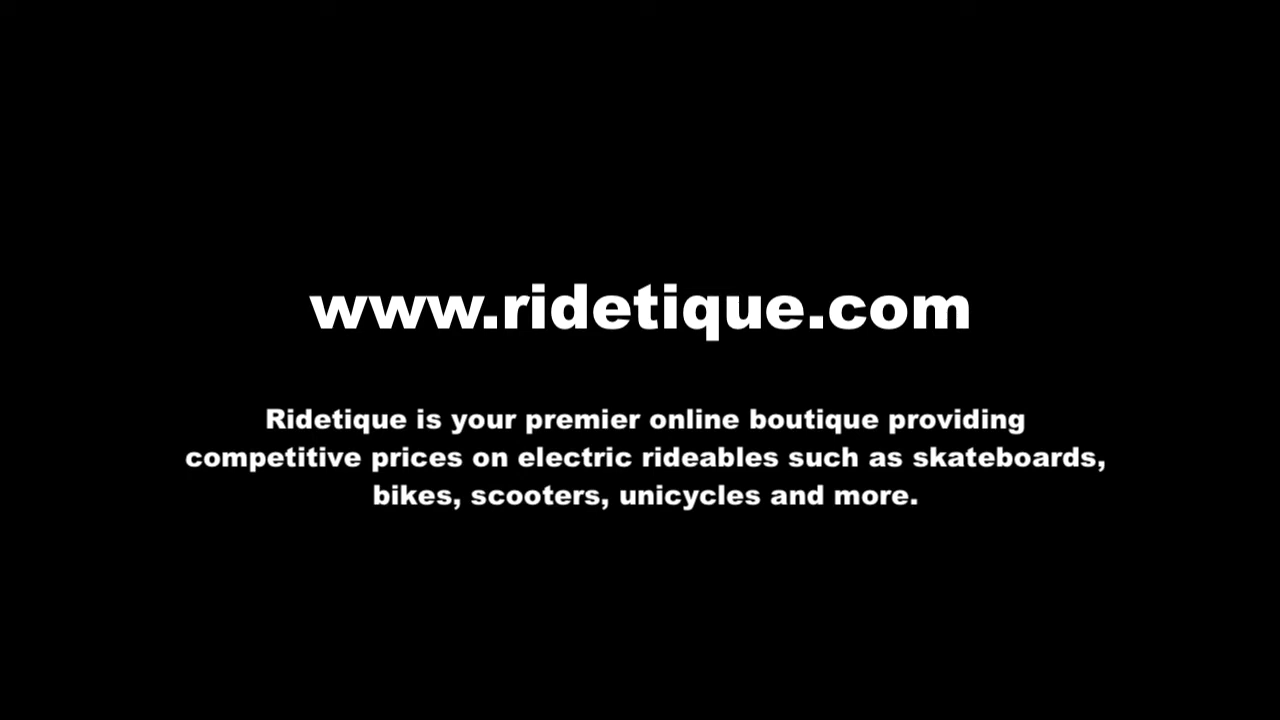 www.ridetique.com
Ridetique is your premier online boutique providing
competitive prices on electric rideables such as skateboards,
bikes, scooters, unicycles and more.